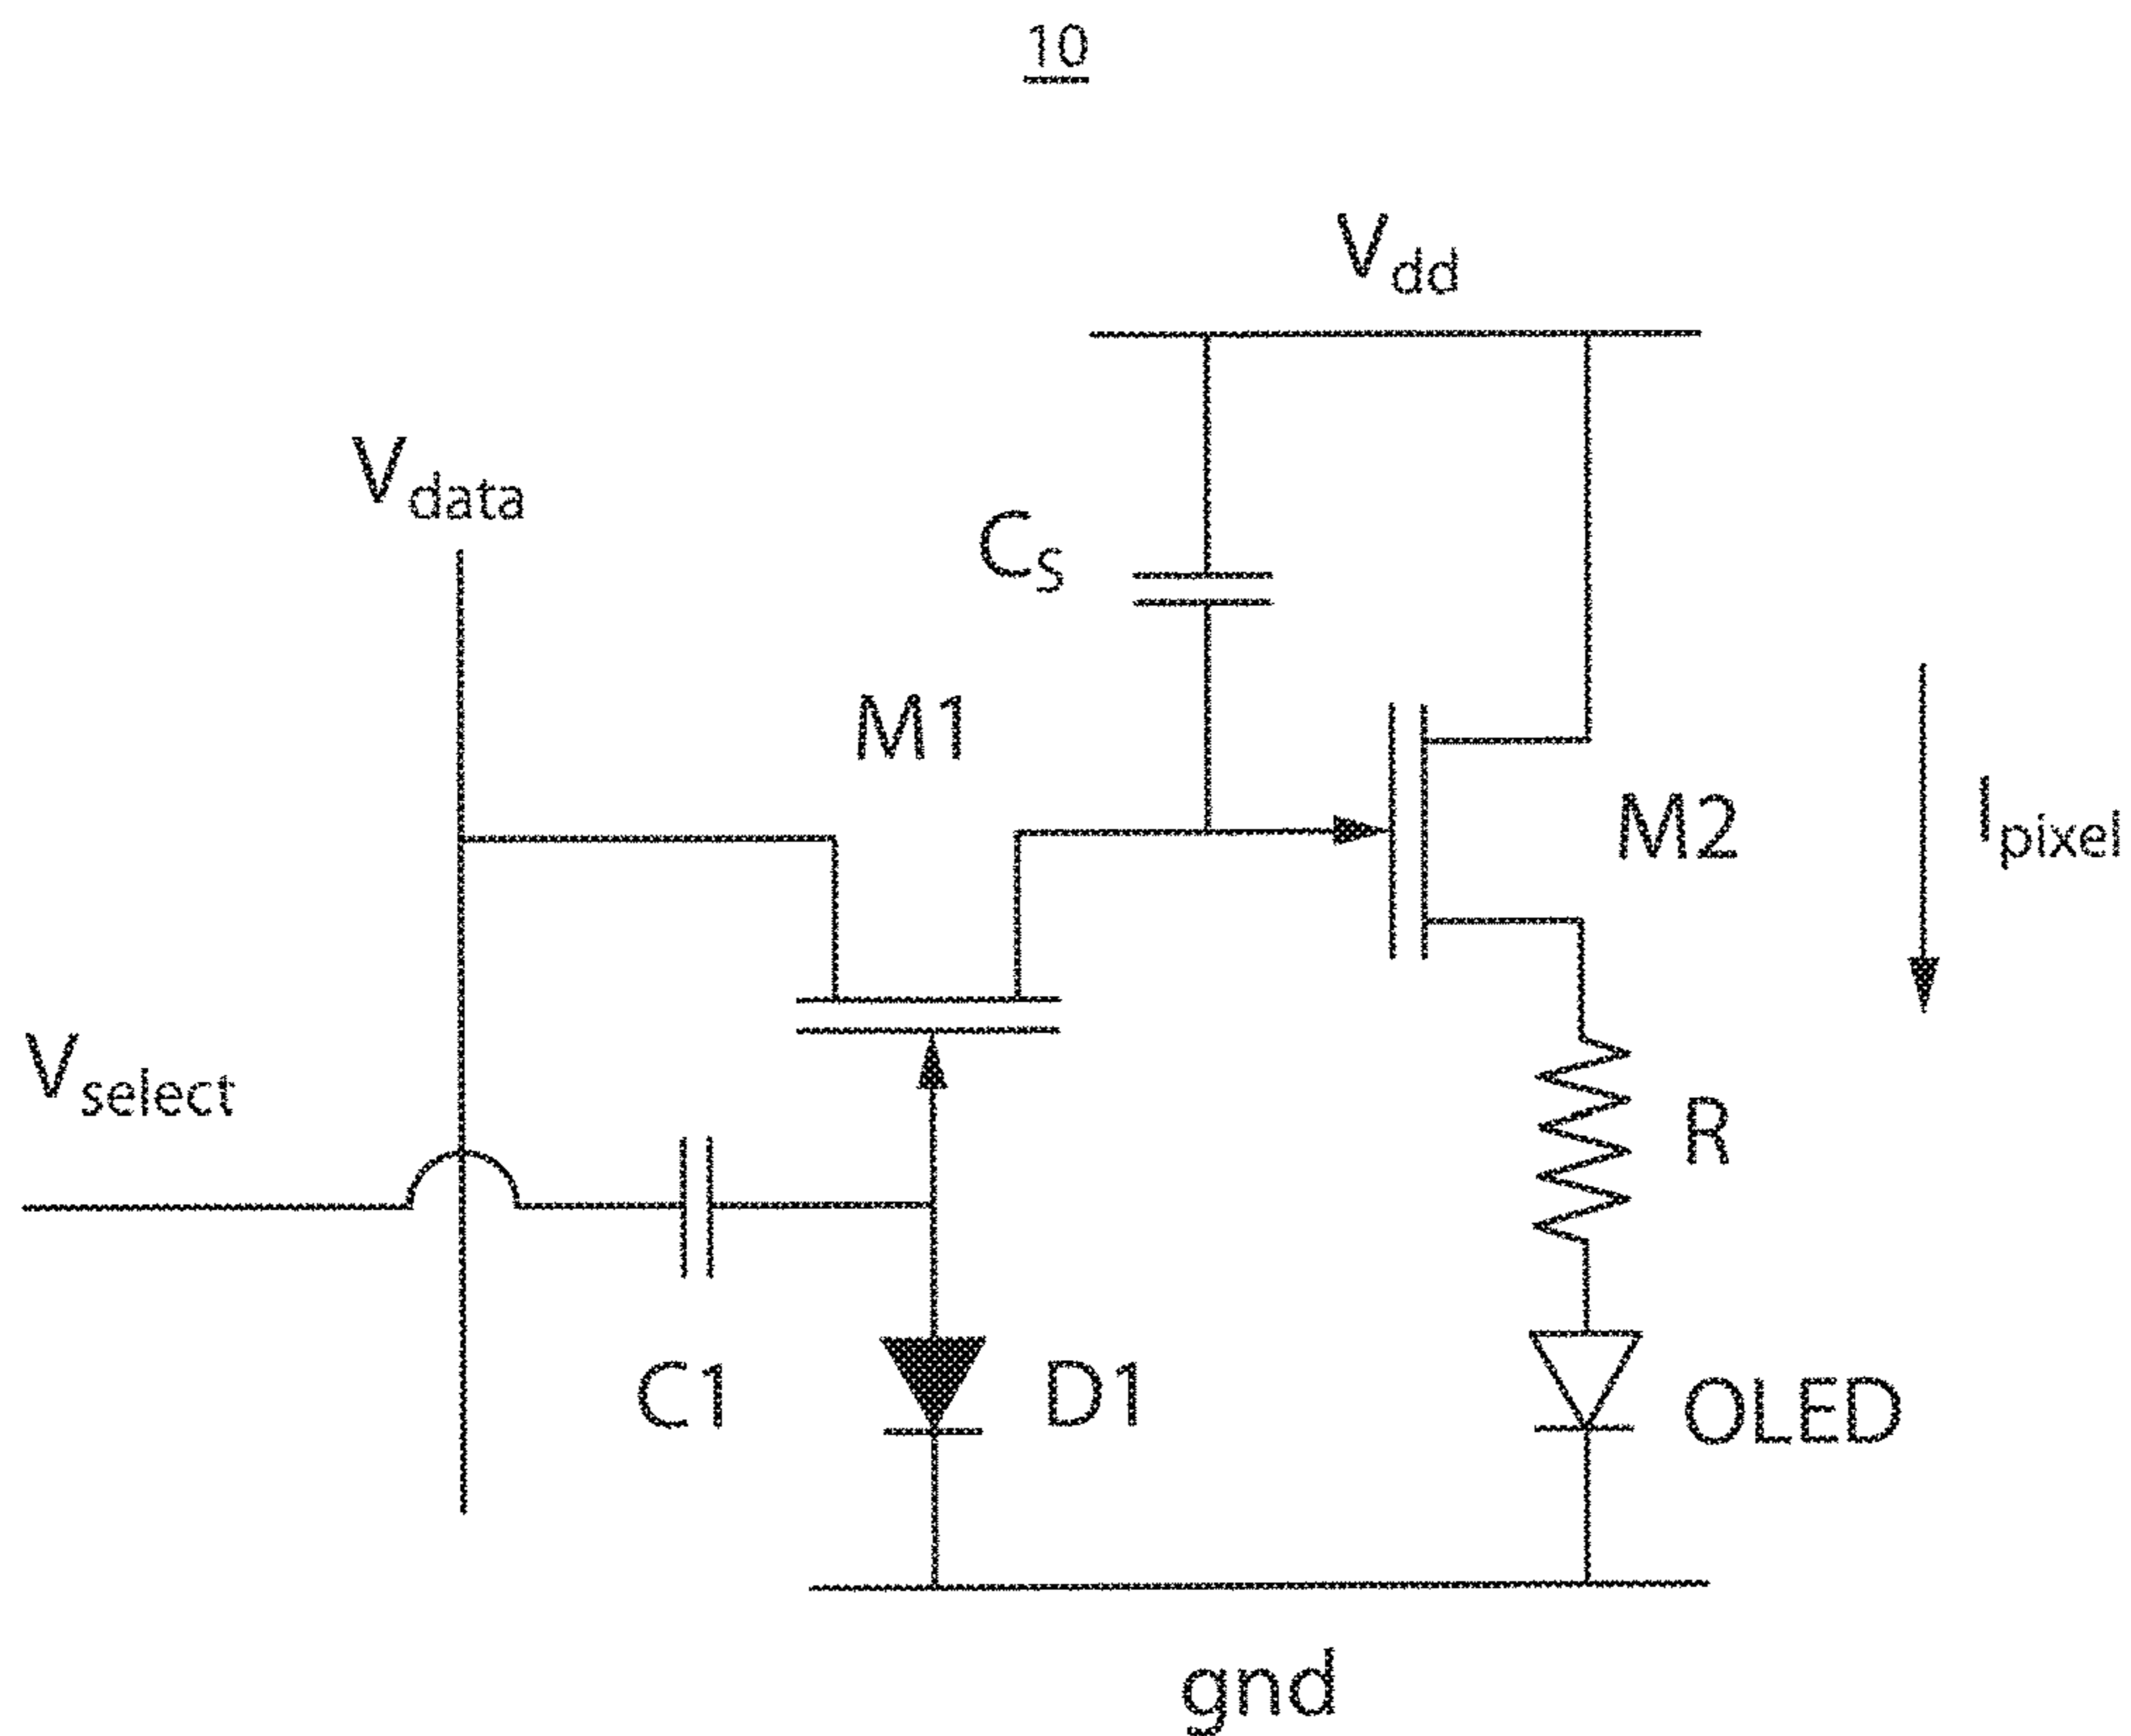 10
Vdd
Vdata
CS
M1
M2
Ipixel
Vselect
R
C1
D1
OLED
gnd